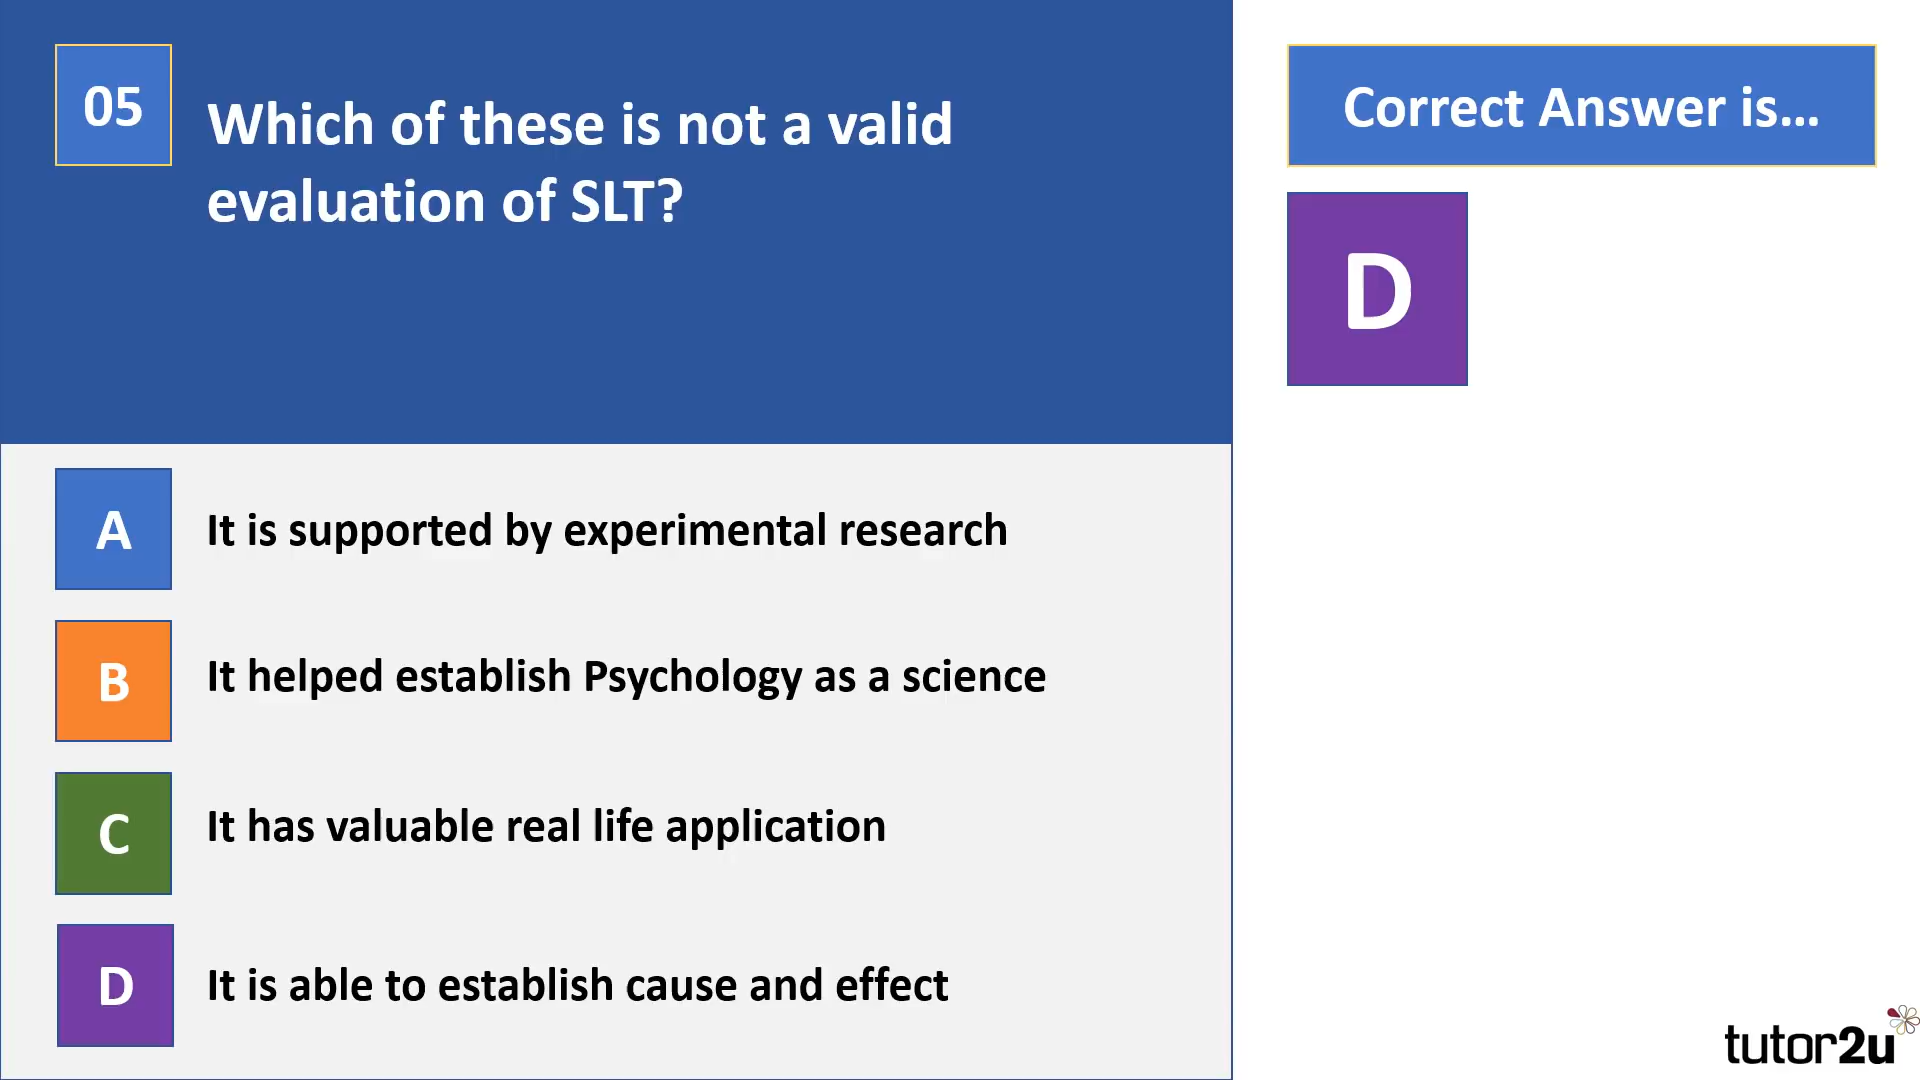 05
Which of these is not a valid
evaluation of SLT?
A
It is supported by experimental research
B
It helped establish Psychology as a science
C
It has valuable real life application
D
It is able to establish cause and effect
Correct Answer is...
D
tutor2u